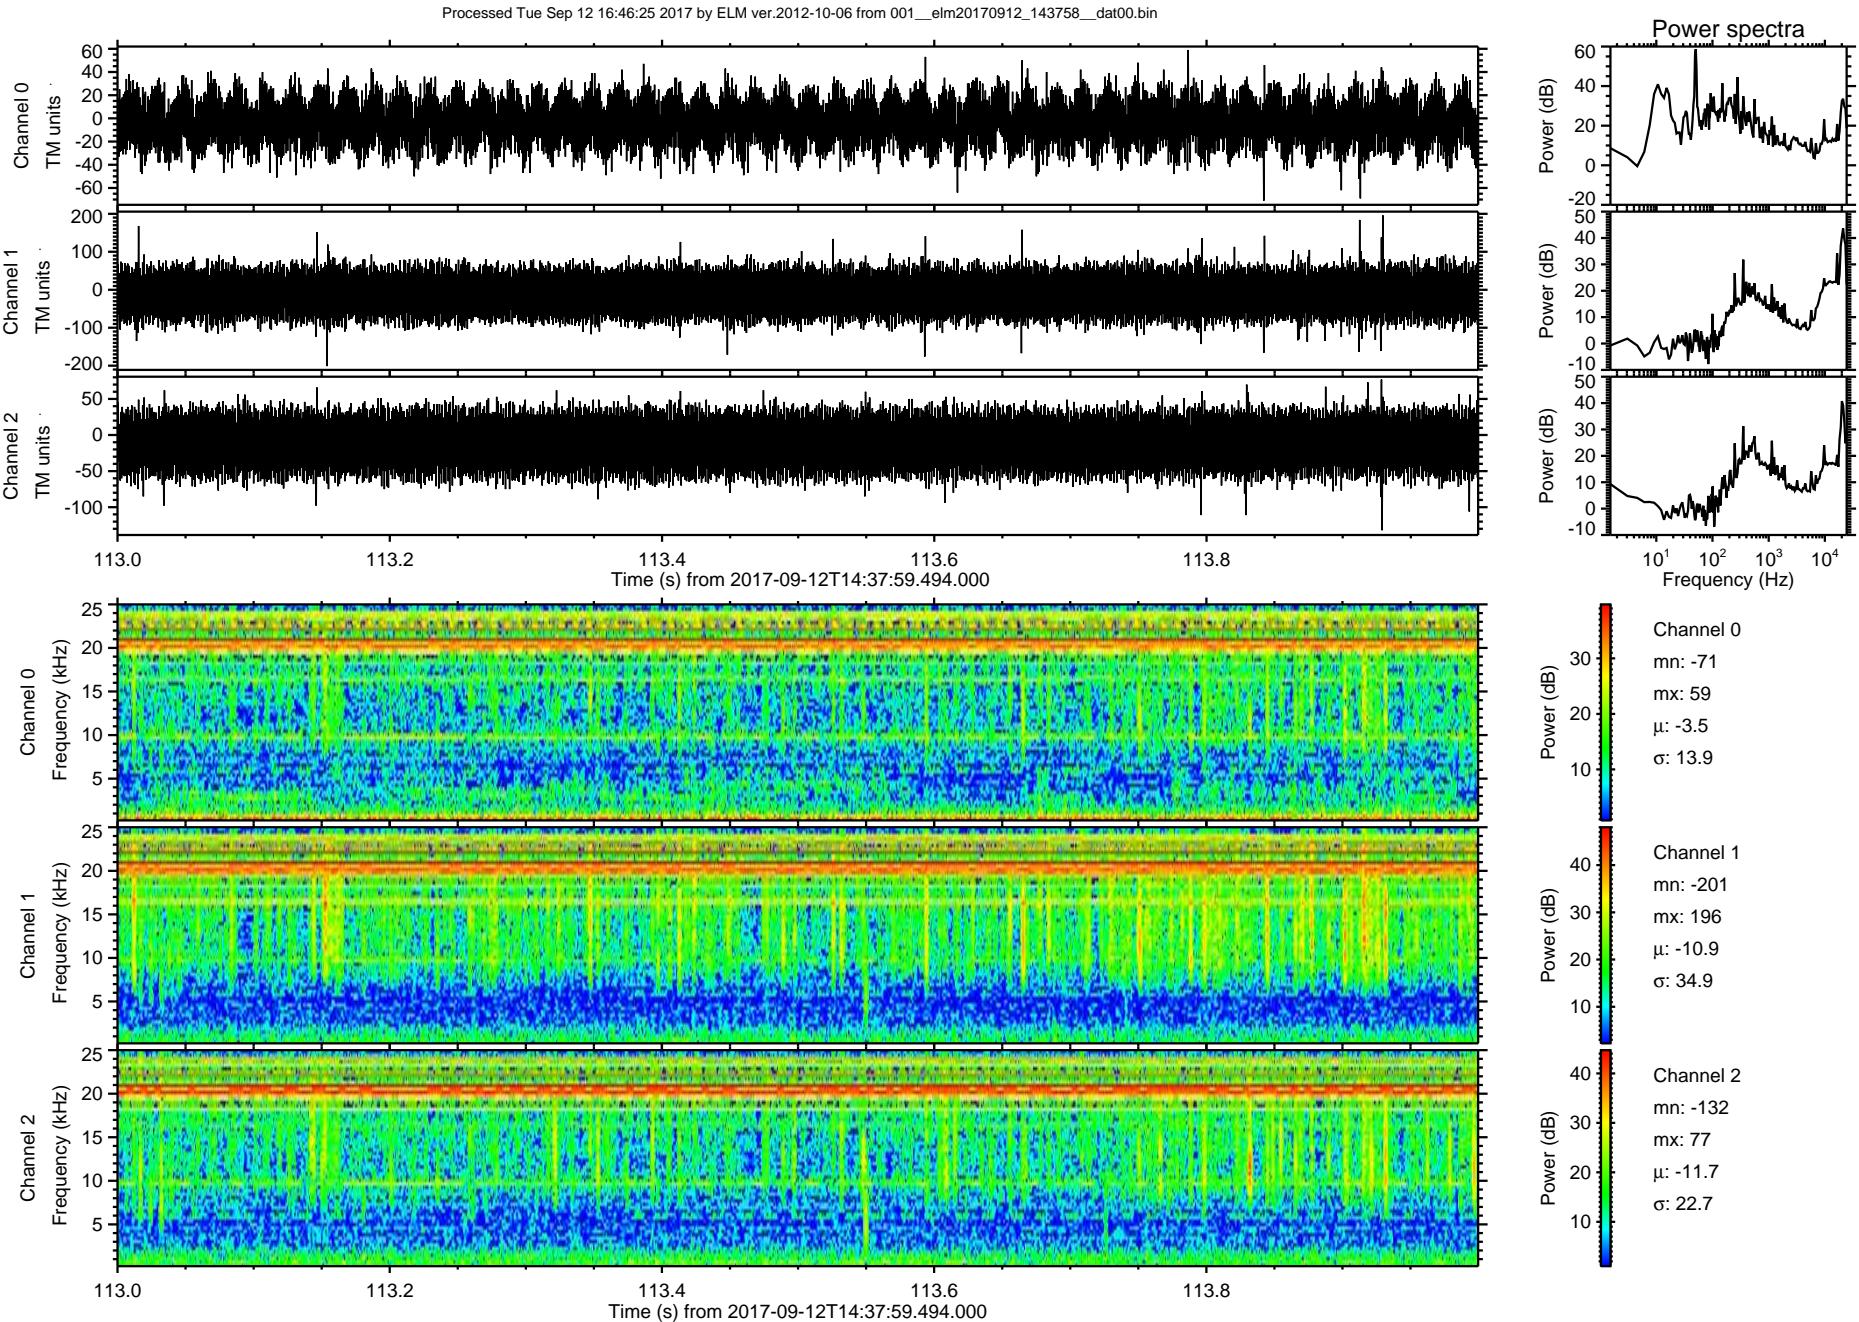 Processed Tue Sep 12 16:46:25 2017 by ELM ver.2012-10-06 from 001__elm20170912_143758__dat00.bin
Power spectra
Channel 0
TM units
60
40
20
0
-20
-40
-60
Power (dB)
60
40
20
0
-20
Channel 1
TM units
200
100
0
-100
-200
Power (dB)
50
40
30
20
10
0
-10
Channel 2
TM units
50
0
-50
-100
Power (dB)
50
40
30
20
10
0
-10
113.0 113.2 113.4 113.6 113.8
Time (s) from 2017-09-12T14:37:59.494.000
10¹ 10² 10³ 10⁴
Frequency (Hz)
Channel 0
Frequency (kHz)
25
20
15
10
5
Power (dB)
30
20
10
Channel 0
mn: -71
mx: 59
μ: -3.5
σ: 13.9
Channel 1
Frequency (kHz)
25
20
15
10
5
Power (dB)
40
30
20
10
Channel 1
mn: -201
mx: 196
μ: -10.9
σ: 34.9
Channel 2
Frequency (kHz)
25
20
15
10
5
Power (dB)
40
30
20
10
Channel 2
mn: -132
mx: 77
μ: -11.7
σ: 22.7
113.0 113.2 113.4 113.6 113.8
Time (s) from 2017-09-12T14:37:59.494.000